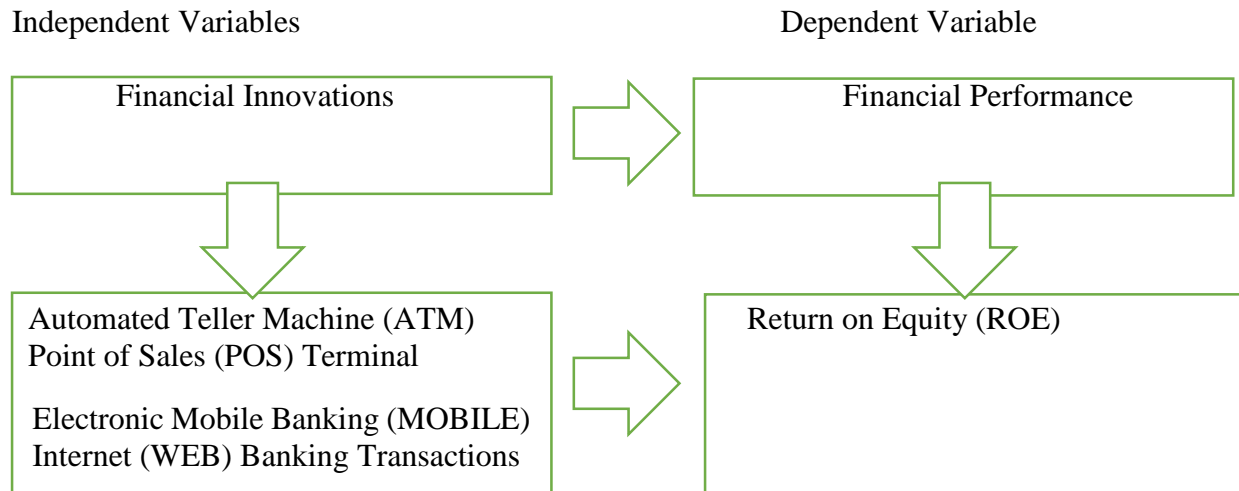 Independent Variables
Dependent Variable
Financial Innovations
Financial Performance
Automated Teller Machine (ATM)
Point of Sales (POS) Terminal
Electronic Mobile Banking (MOBILE)
Internet (WEB) Banking Transactions
Return on Equity (ROE)